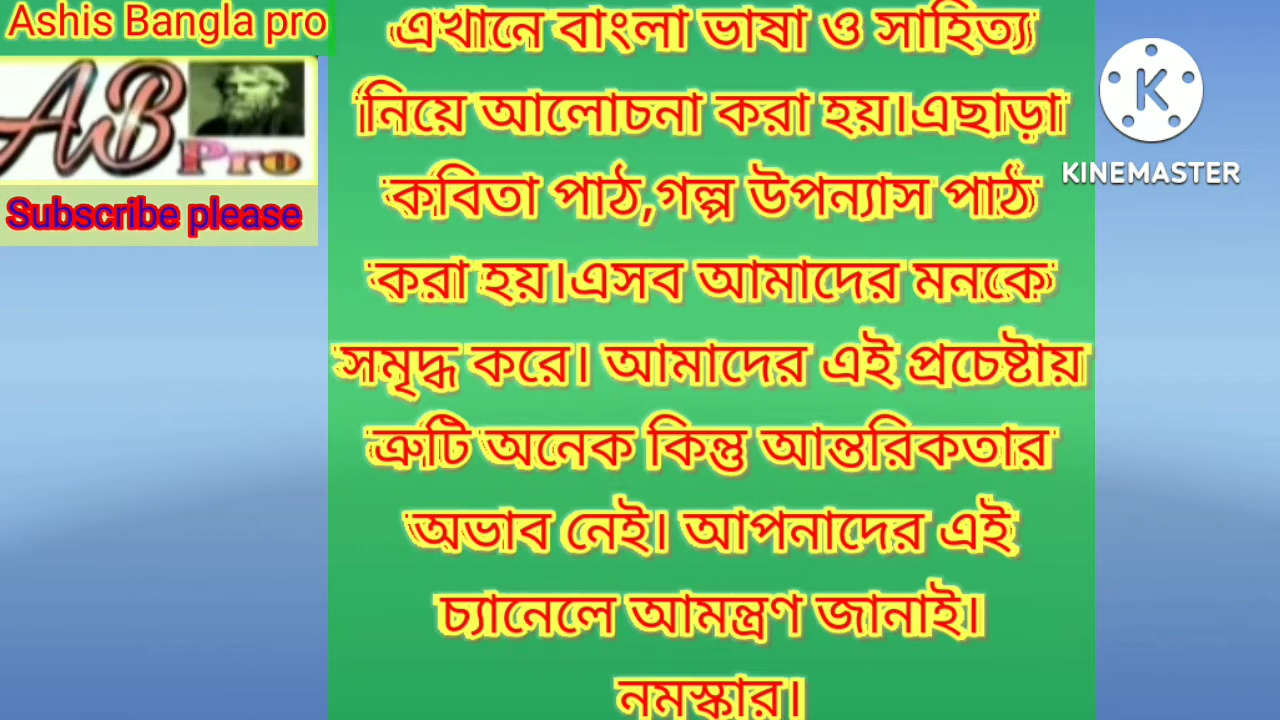 Ashis Bangla pro
AB
Pro
Subscribe please
এখানে বাংলা ভাষা ও সাহিত্য
নিয়ে আলোচনা করা হয়।এছাড়া
কবিতা পাঠ,গল্প উপন্যাস পাঠ
করা হয়।এসব আমাদের মনকে
সমৃদ্ধ করে। আমাদের এই প্রচেষ্টায়
ত্রুটি অনেক কিন্তু আন্তরিকতার
অভাব নেই। আপনাদের এই
চ্যানেলে আমন্ত্রণ জানাই।
নমস্কার।
K
KINEMASTER